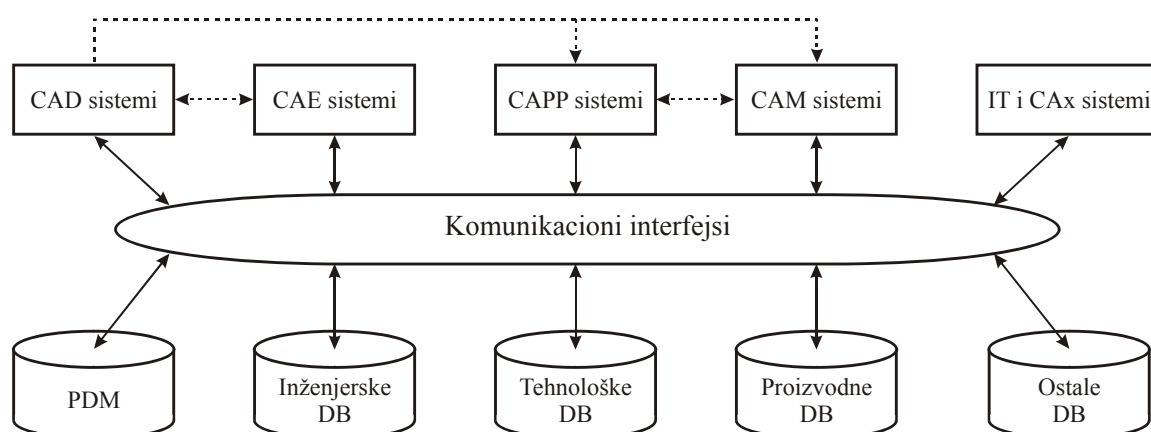 CAD sistemi
CAE sistemi
CAPP sistemi
CAM sistemi
IT i CAx sistemi
Komunikacioni interfejsi
PDM
Inženjerske
DB
Tehnološke
DB
Proizvodne
DB
Ostale
DB